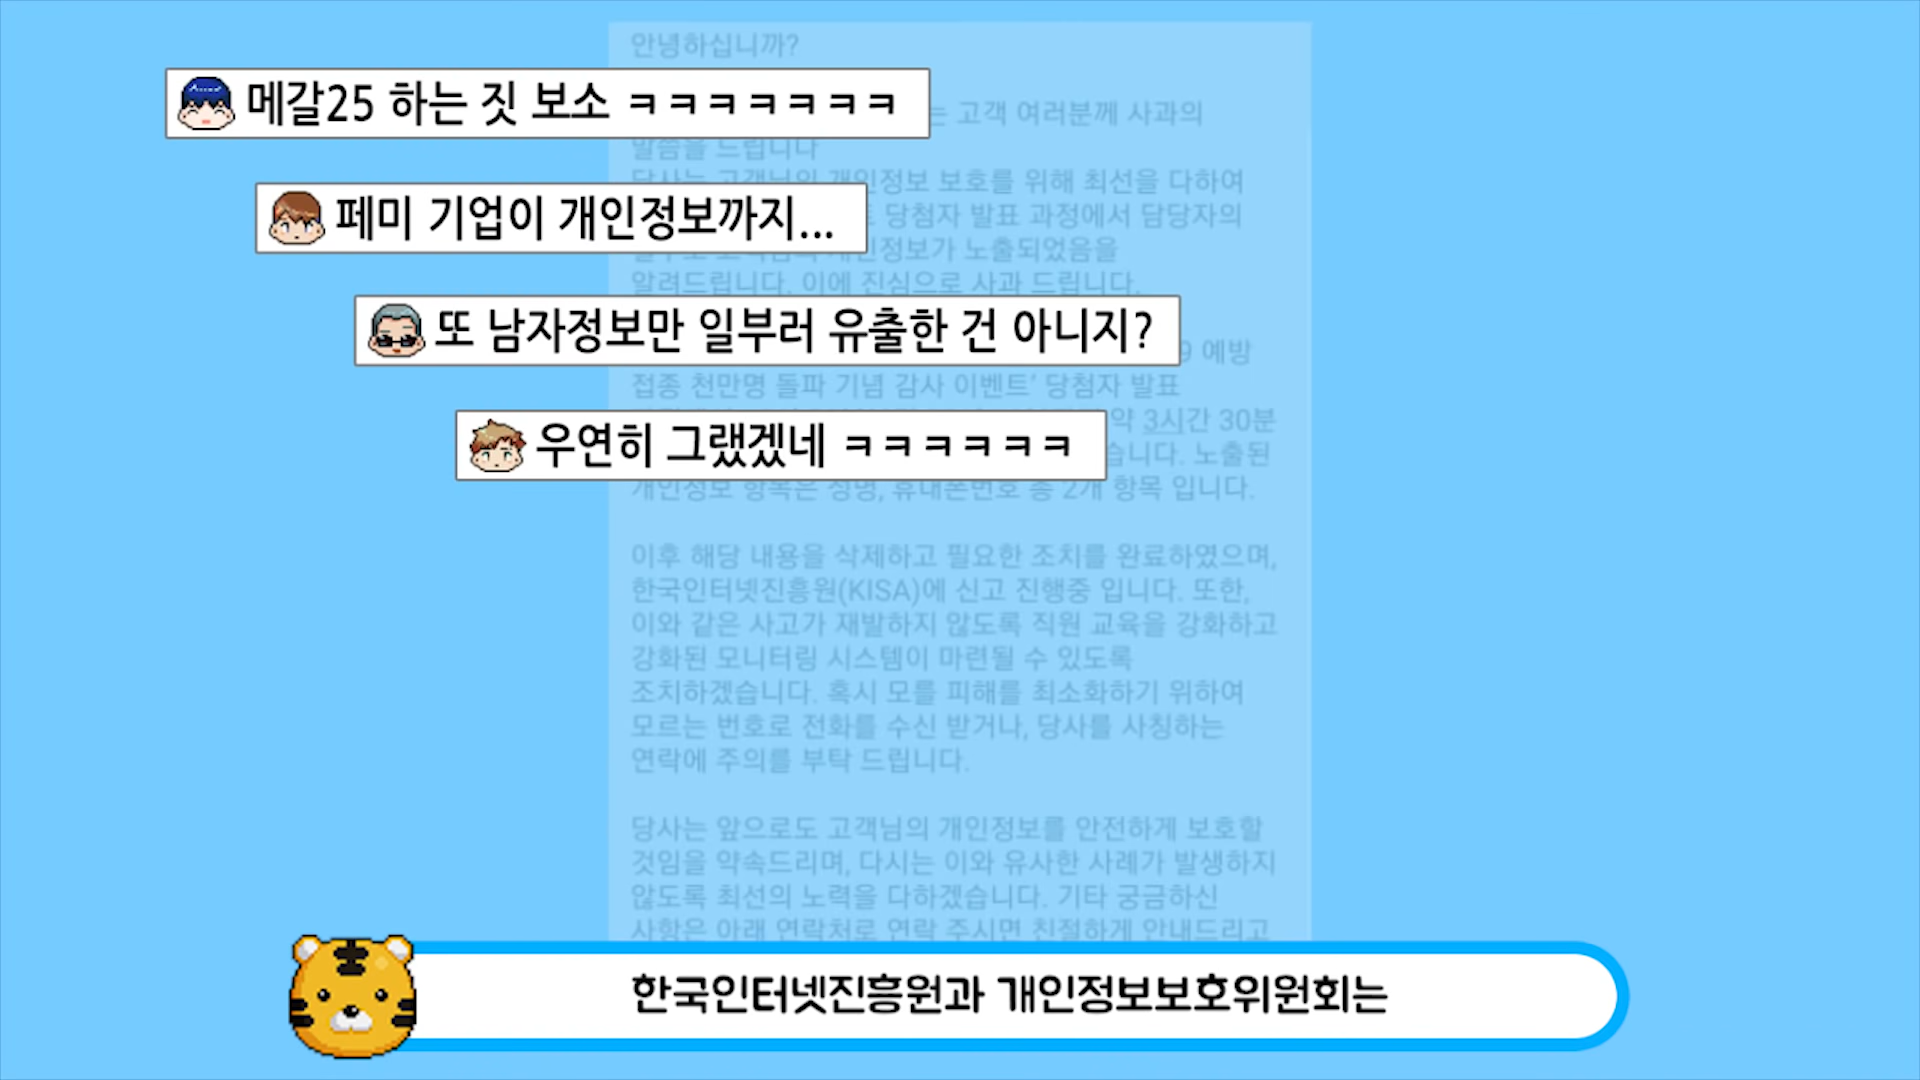 안녕하십니까?
메갈25 하는 짓 보소 ㅋㅋㅋㅋㅋㅋㅋ
는 고객 여러분께 사과의
말씀을 드립니다
페미 기업이 개인정보까지...
당사는 고객님의 개인정보 보호를 위해 최선을 다하여
당첨자 발표 과정에서 담당자의
개인정보가 노출되었음을
알려드립니다. 이에 진심으로 사과 드립니다.
또 남자정보만 일부러 유출한 건 아니지?
9 예방
접종 천만명 돌파 기념 감사 이벤트’ 당첨자 발표
약 3시간 30분
우연히 그랬겠네 ㅋㅋㅋㅋㅋㅋ
습니다. 노출된
개인정보 항목은 성명, 휴대폰번호 총 2개 항목 입니다.
이후 해당 내용을 삭제하고 필요한 조치를 완료하였으며,
한국인터넷진흥원(KISA)에 신고 진행중 입니다. 또한,
이와 같은 사고가 재발하지 않도록 직원 교육을 강화하고
강화된 모니터링 시스템이 마련될 수 있도록
조치하겠습니다. 혹시 모를 피해를 최소화하기 위하여
모르는 번호로 전화를 수신 받거나, 당사를 사칭하는
연락에 주의를 부탁 드립니다.
당사는 앞으로도 고객님의 개인정보를 안전하게 보호할
것임을 약속드리며, 다시는 이와 유사한 사례가 발생하지
않도록 최선의 노력을 다하겠습니다. 기타 궁금하신
사항은 아래 연락처로 연락 주시면 친절하게 안내드리고
한국인터넷진흥원과 개인정보보호위원회는